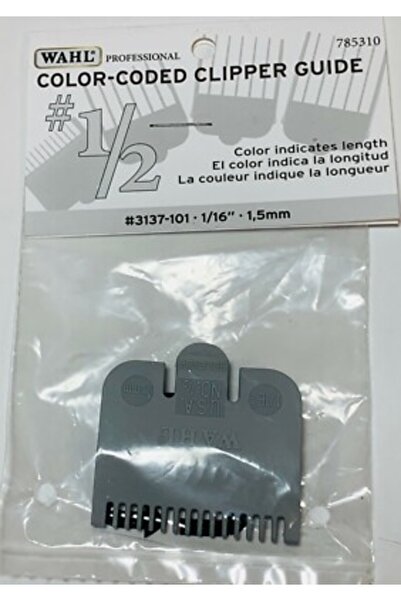 785310
WAHL PROFESSIONAL
COLOR-CODED CLIPPER GUIDE
#1/2
Color indicates length
El color indica la longitud
La couleur indique la longueur
#3137-101 · 1/16" · 1,5mm
U.S.A.
WAHL